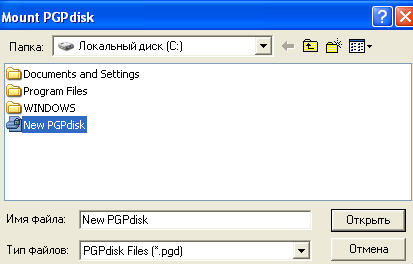 Mount PGPdisk
Папка: Локальный диск (C:)
Documents and Settings
Program Files
WINDOWS
New PGPdisk
Имя файла: New PGPdisk Открыть
Тип файлов: PGPdisk Files (*.pgd) Отмена